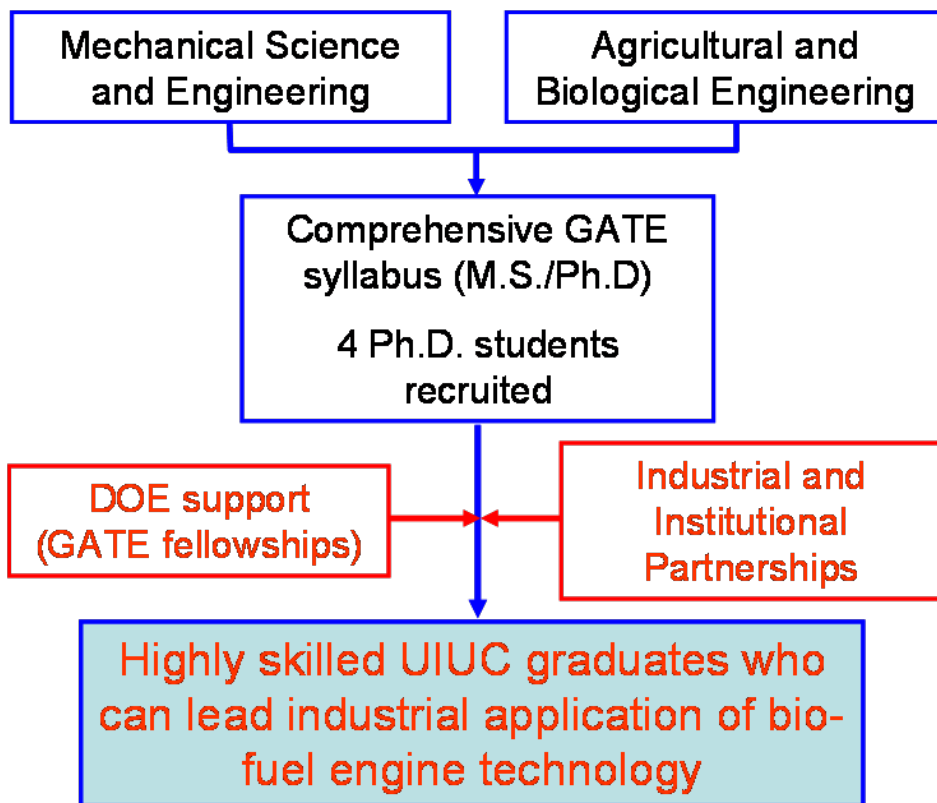 Mechanical Science
and Engineering
Agricultural and
Biological Engineering
Comprehensive GATE
syllabus (M.S./Ph.D)
4 Ph.D. students
recruited
DOE support
(GATE fellowships)
Industrial and
Institutional
Partnerships
Highly skilled UIUC graduates who
can lead industrial application of bio-
fuel engine technology